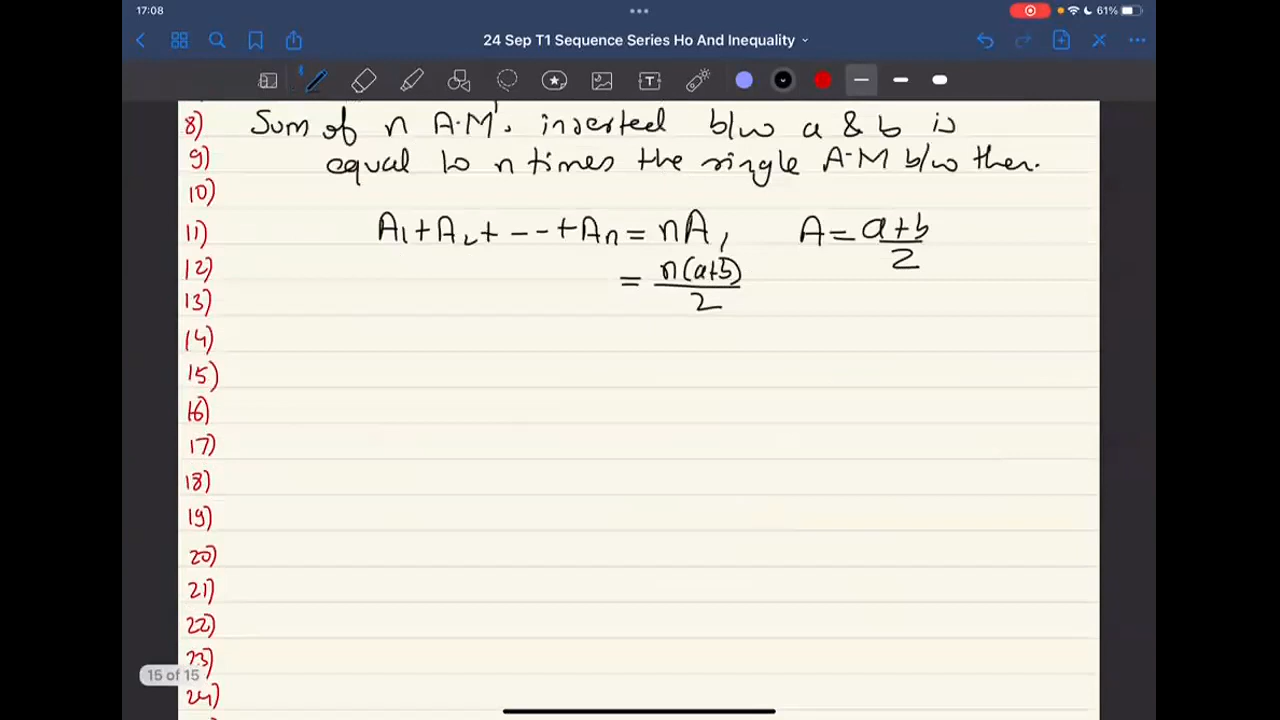 17:08
61%
24 Sep T1 Sequence Series Ho And Inequality
8) Sum of n A.M's inserted b/w a & b is
9) equal to n times the single A-M b/w then.
10)
11) A₁+A₂+ --- +Aₙ = nA, A = a+b/2
12) = n(a+b)/2
13)
14)
15)
16)
17)
18)
19)
20)
21)
22)
23)
15 of 15
24)